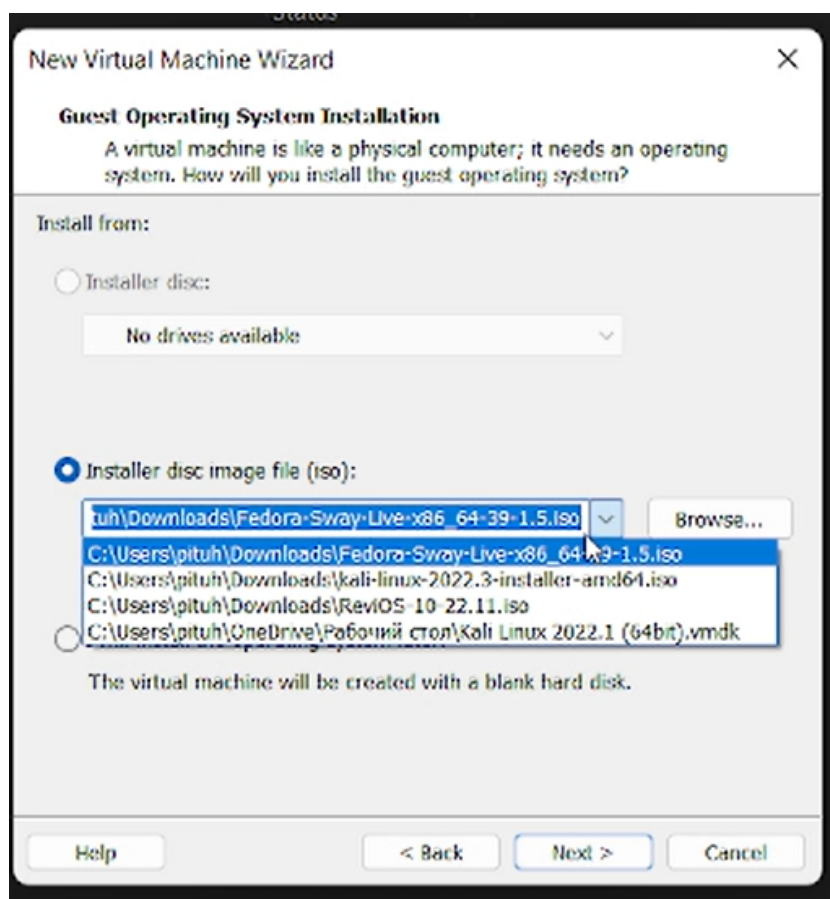 Status
New Virtual Machine Wizard
Guest Operating System Installation
A virtual machine is like a physical computer; it needs an operating
system. How will you install the guest operating system?
Install from:
Installer disc:
No drives available
Installer disc image file (iso):
tuh\Downloads\Fedora-Sway-Live-x86_64-39-1.5.iso
Browse...
C:\Users\pituh\Downloads\Fedora-Sway-Live-x86_64-39-1.5.iso
C:\Users\pituh\Downloads\kali-linux-2022.3-installer-amd64.iso
C:\Users\pituh\Downloads\ReviOS-10-22.11.iso
C:\Users\pituh\OneDrive\Рабочий стол\Kali Linux 2022.1 (64bit).vmdk
The virtual machine will be created with a blank hard disk.
Help
< Back
Next >
Cancel